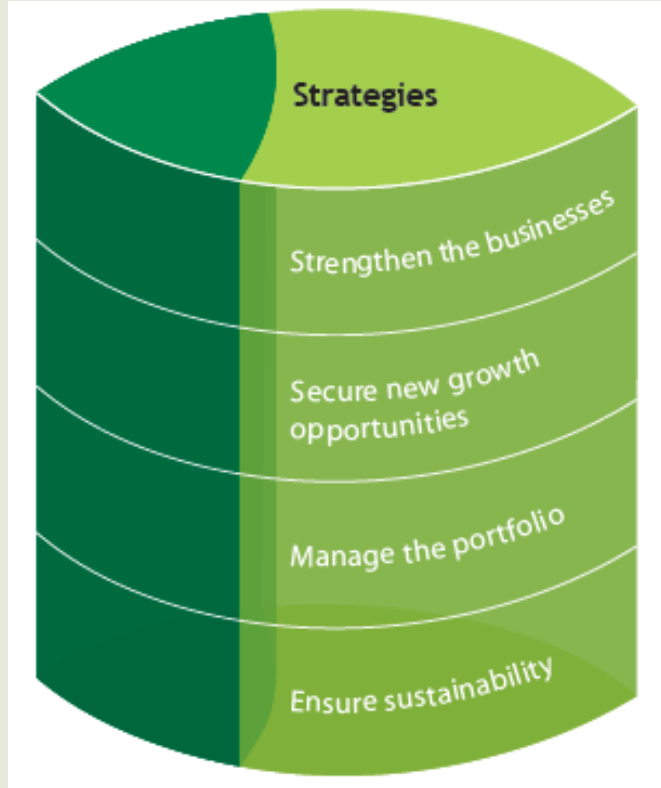 Strategies
Strengthen the businesses
Secure new growth
opportunities
Manage the portfolio
Ensure sustainability